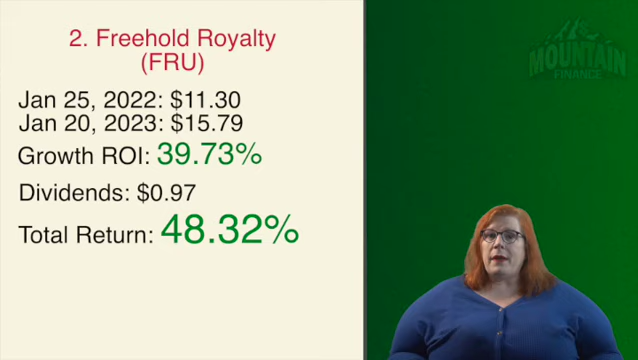 2. Freehold Royalty
(FRU)
Jan 25, 2022: $11.30
Jan 20, 2023: $15.79
Growth ROI: 39.73%
Dividends: $0.97
Total Return: 48.32%
MOUNTAIN
FINANCE